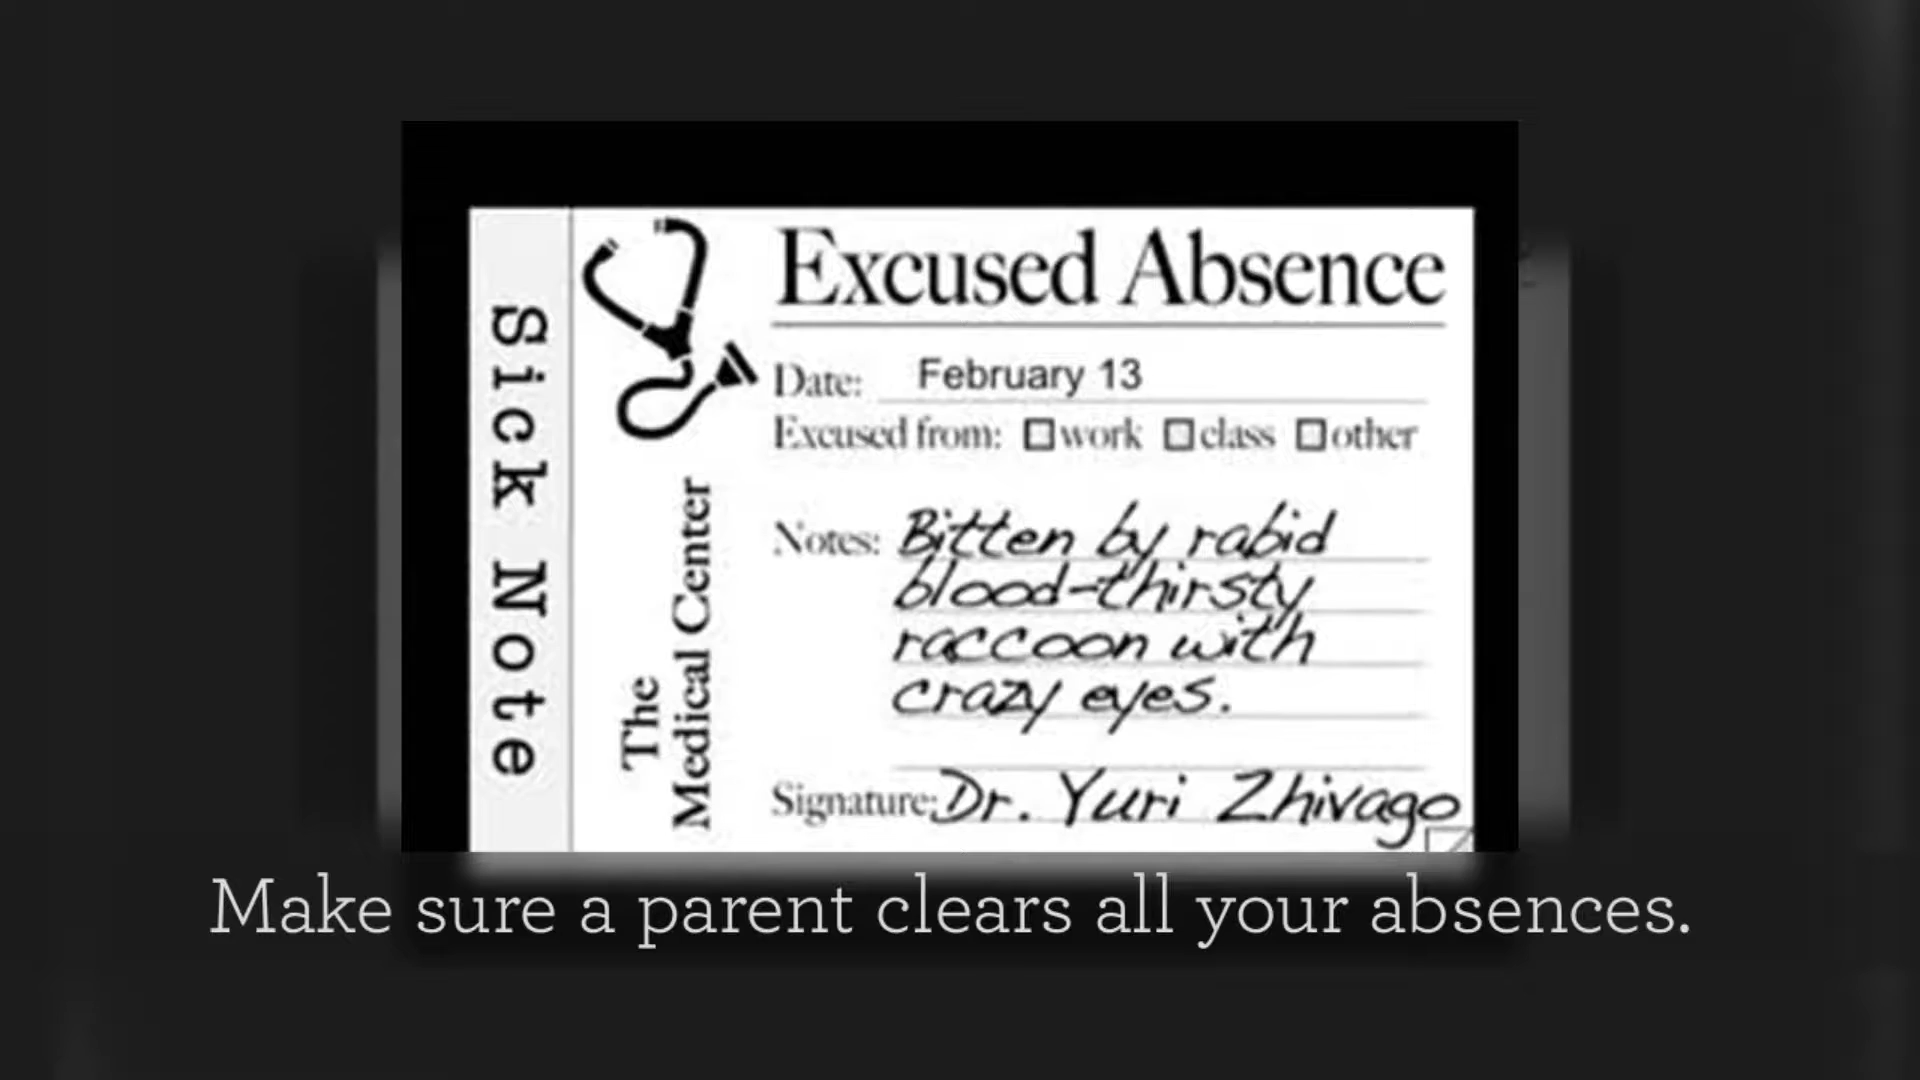 Sick Note
The
Medical Center
Excused Absence
Date: February 13
Excused from: □work □class □other
Notes: Bitten by rabid
blood-thirsty
raccoon with
crazy eyes.
Signature: Dr. Yuri Zhivago
Make sure a parent clears all your absences.